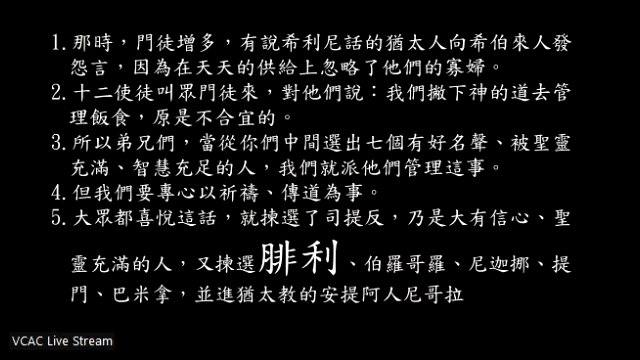 1. 那時，門徒增多，有說希利尼話的猶太人向希伯來人發
怨言，因為在天天的供給上忽略了他們的寡婦。
2. 十二使徒叫眾門徒來，對他們說：我們撇下神的道去管
理飯食，原是不合宜的。
3. 所以弟兄們，當從你們中間選出七個有好名聲、被聖靈
充滿、智慧充足的人，我們就派他們管理這事。
4. 但我們要專心以祈禱、傳道為事。
5. 大眾都喜悅這話，就揀選了司提反，乃是大有信心、聖
靈充滿的人，又揀選腓利、伯羅哥羅、尼迦挪、提
門、巴米拿，並進猶太教的安提阿人尼哥拉
VCAC Live Stream